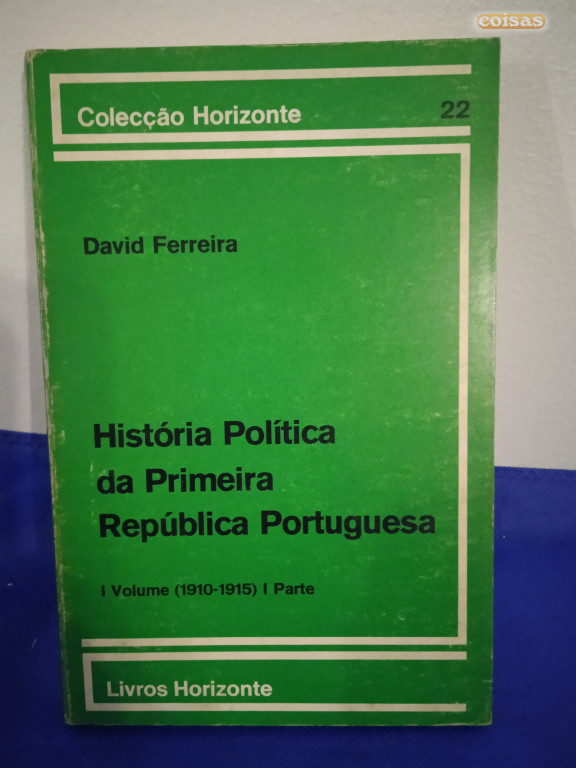 coisas
Colecção Horizonte 22
David Ferreira
História Política
da Primeira
República Portuguesa
I Volume (1910-1915) I Parte
Livros Horizonte